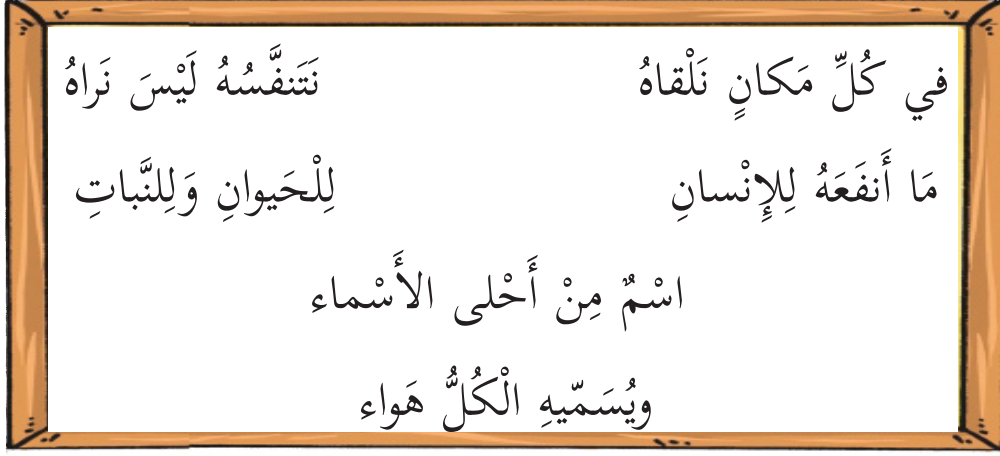 في كُلِّ مَكانٍ نَلْقاهُ نَتَنفَّسُهُ لَيْسَ نَراهُ
مَا أَنفَعَهُ لِلإِنْسانِ لِلْحَيوانِ وَلِلنَّباتِ
اسْمٌ مِنْ أَحْلى الأَسْماء
ويُسَمّيهِ الْكُلُّ هَواء